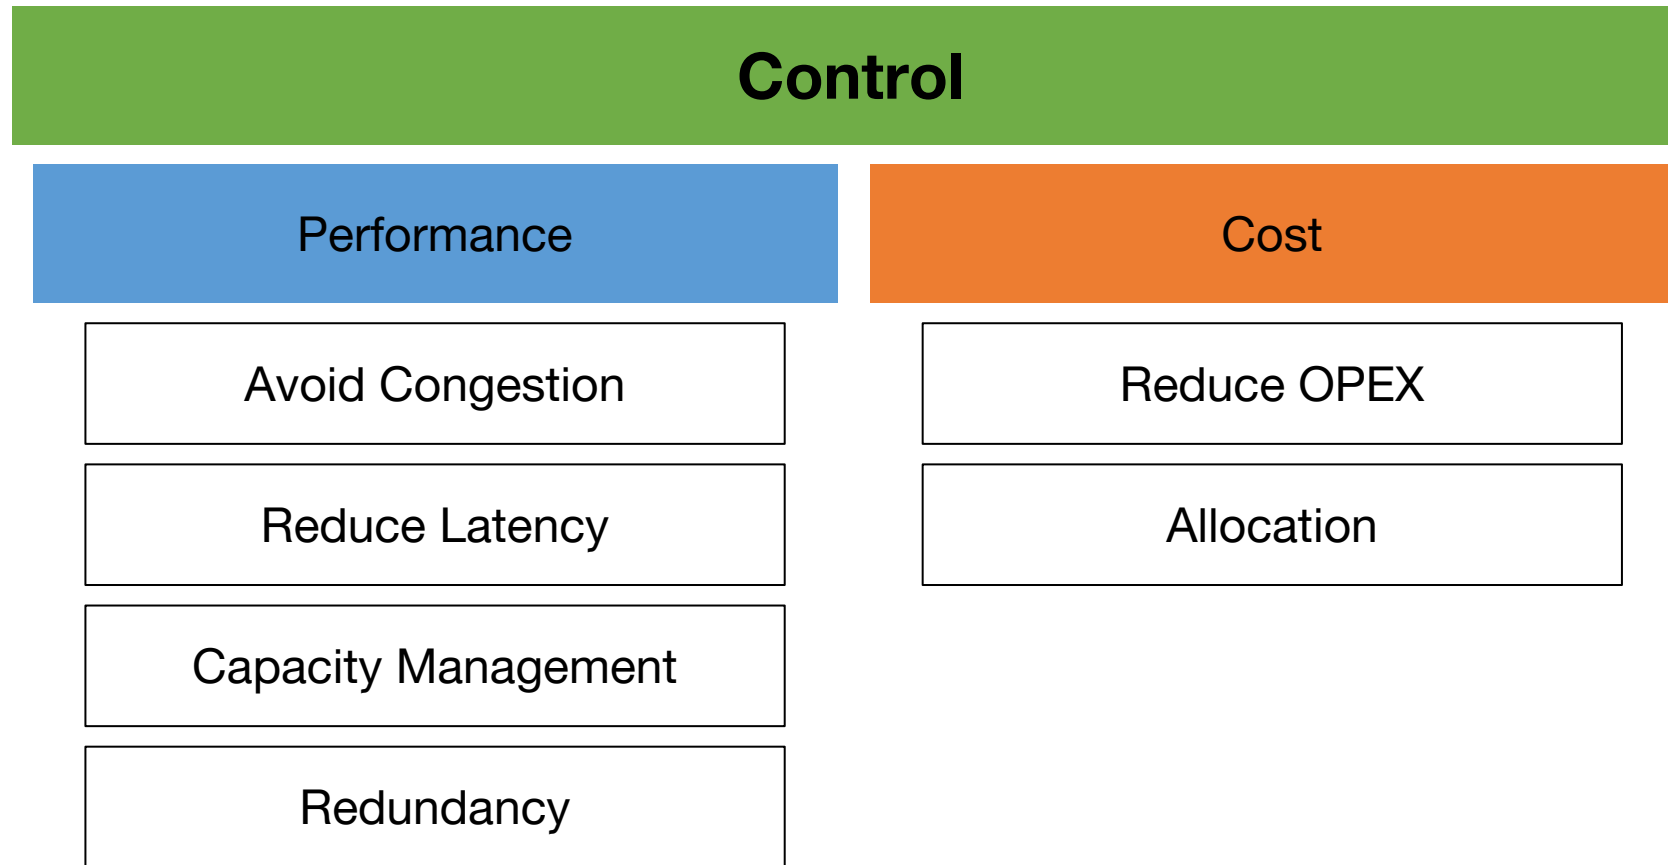 Control
Performance
Avoid Congestion
Reduce Latency
Capacity Management
Redundancy
Cost
Reduce OPEX
Allocation